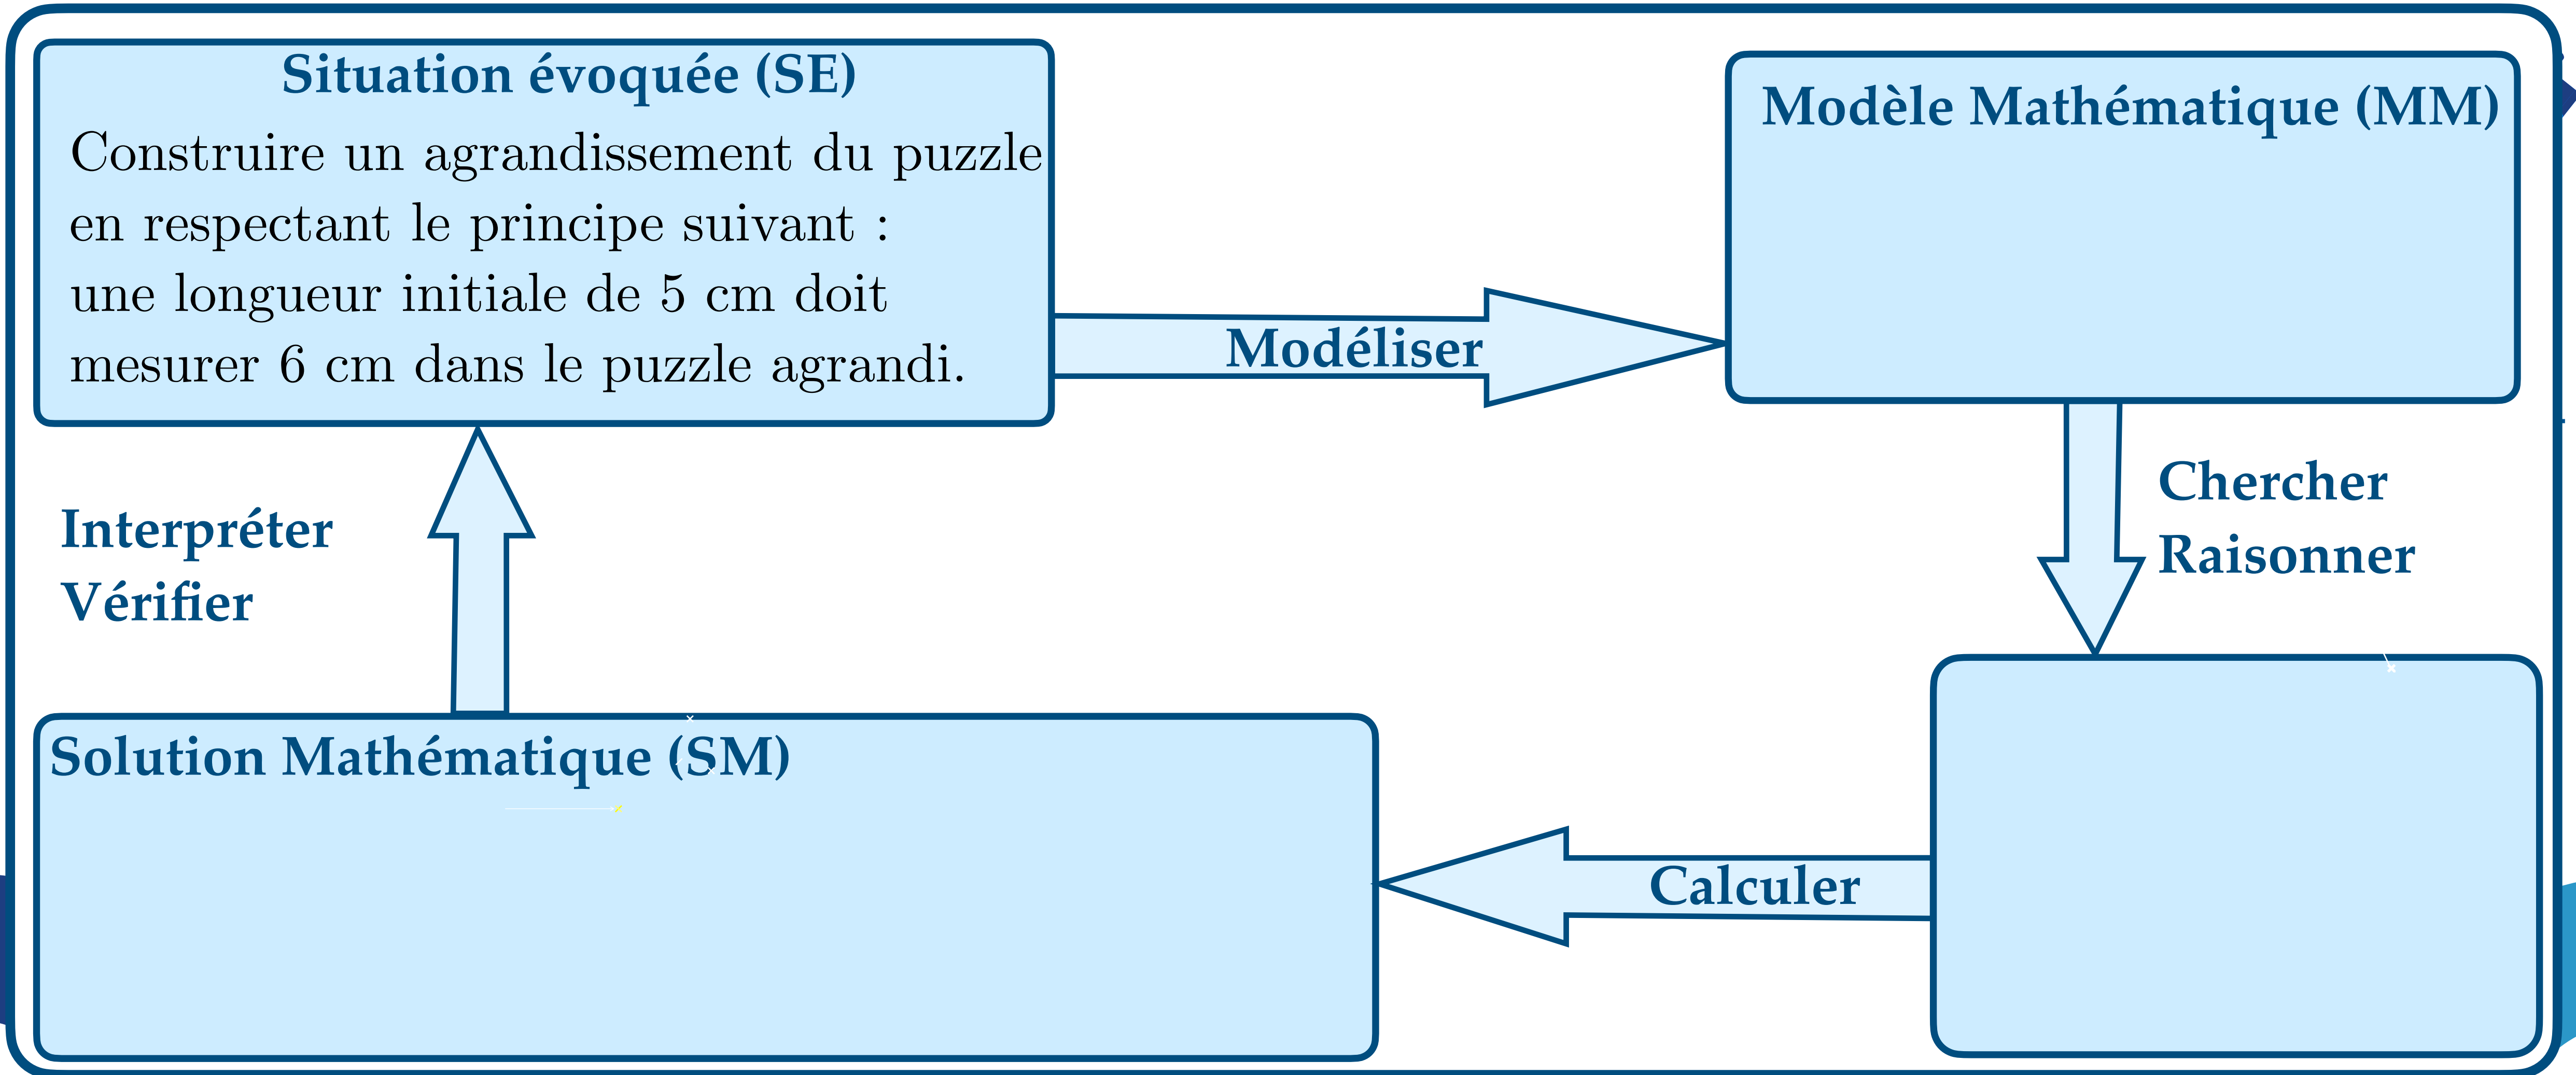 Situation évoquée (SE)
Construire un agrandissement du puzzle
en respectant le principe suivant :
une longueur initiale de 5 cm doit
mesurer 6 cm dans le puzzle agrandi.
Modéliser
Modèle Mathématique (MM)
Chercher
Raisonner
Calculer
Solution Mathématique (SM)
Interpréter
Vérifier